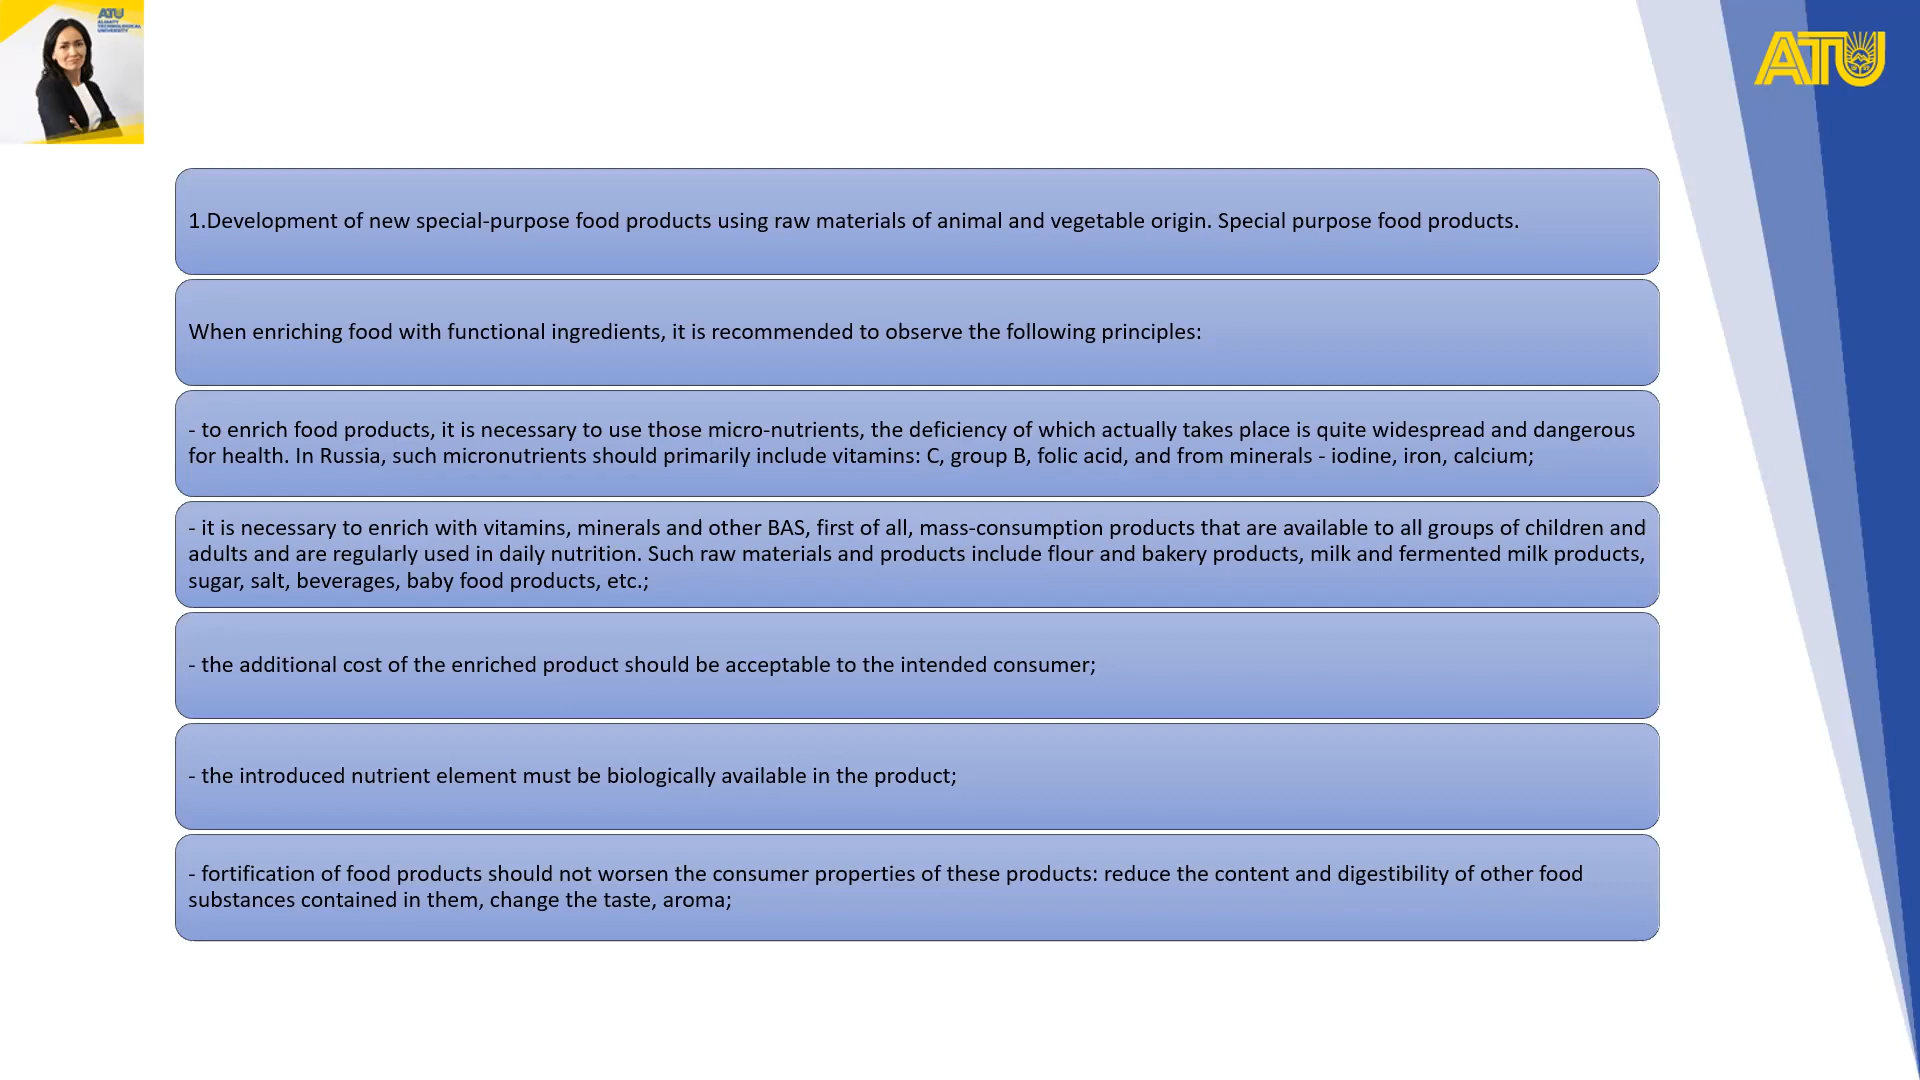 ATU
ALMATY
TECHNOLOGICAL
UNIVERSITY
ATU
1.Development of new special-purpose food products using raw materials of animal and vegetable origin. Special purpose food products.
When enriching food with functional ingredients, it is recommended to observe the following principles:
- to enrich food products, it is necessary to use those micro-nutrients, the deficiency of which actually takes place is quite widespread and dangerous
for health. In Russia, such micronutrients should primarily include vitamins: C, group B, folic acid, and from minerals - iodine, iron, calcium;
- it is necessary to enrich with vitamins, minerals and other BAS, first of all, mass-consumption products that are available to all groups of children and
adults and are regularly used in daily nutrition. Such raw materials and products include flour and bakery products, milk and fermented milk products,
sugar, salt, beverages, baby food products, etc.;
- the additional cost of the enriched product should be acceptable to the intended consumer;
- the introduced nutrient element must be biologically available in the product;
- fortification of food products should not worsen the consumer properties of these products: reduce the content and digestibility of other food
substances contained in them, change the taste, aroma;